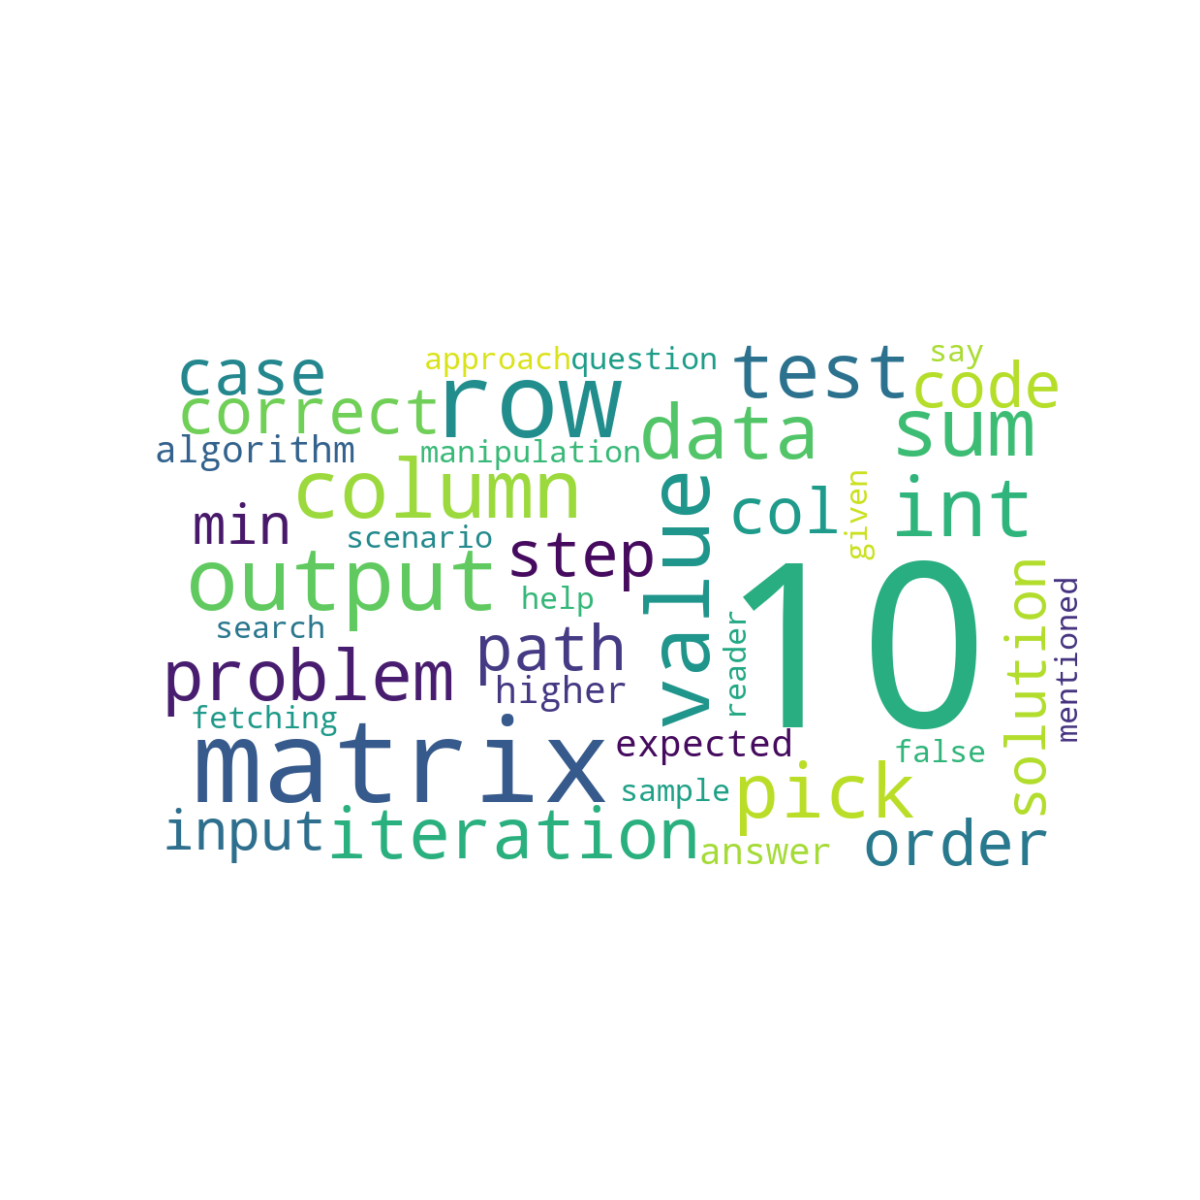 case
approach
question
test
say
code
correct
row
data
sum
algorithm
manipulation
column
value
col
given
int
min
scenario
step
output
help
10
solution
mentioned
search
path
reader
problem
higher
fetching
matrix
expected
false
sample
pick
input
iteration
answer
order